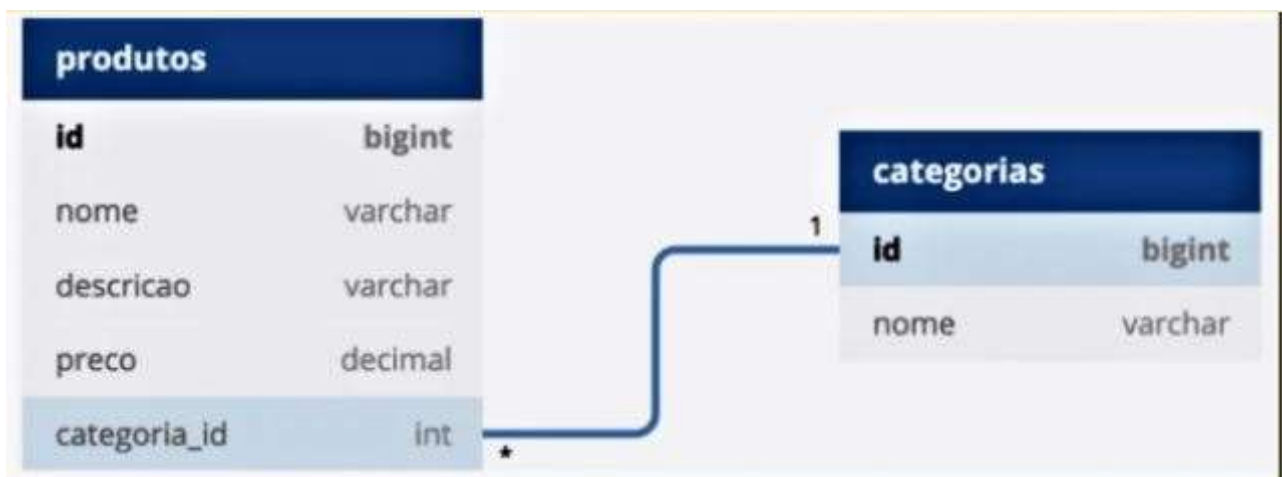 produtos
id bigint
nome varchar
descricao varchar
preco decimal
categoria_id int
*
1
categorias
id bigint
nome varchar